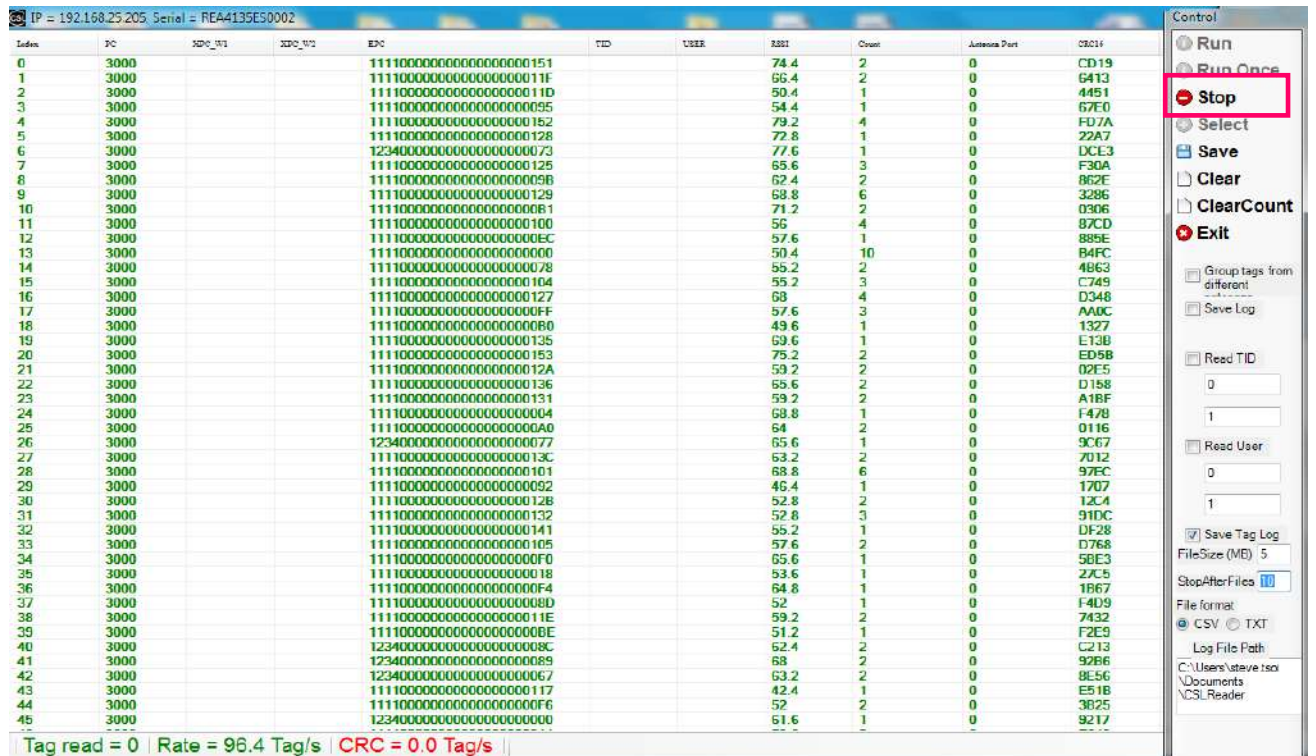 CSL IP = 192.168.25.205, Serial = REA4135ES0002
Index PC XPC_W1 XPC_W2 EPC TID USER RSSI Count Antenna Port CRC16
0 3000 111100000000000000000151 74.4 2 0 CD19
1 3000 11110000000000000000011F 66.4 2 0 6413
2 3000 11110000000000000000011D 50.4 1 0 4451
3 3000 111100000000000000000095 54.4 1 0 67E0
4 3000 111100000000000000000152 79.2 4 0 FD7A
5 3000 111100000000000000000128 72.8 1 0 22A7
6 3000 123400000000000000000073 77.6 1 0 DCE3
7 3000 111100000000000000000125 65.6 3 0 F30A
8 3000 11110000000000000000009B 62.4 2 0 862E
9 3000 111100000000000000000129 68.8 6 0 3286
10 3000 1111000000000000000000B1 71.2 2 0 0306
11 3000 111100000000000000000100 56 4 0 87CD
12 3000 1111000000000000000000EC 57.6 1 0 885E
13 3000 111100000000000000000000 50.4 10 0 B4FC
14 3000 111100000000000000000078 55.2 2 0 4B63
15 3000 111100000000000000000104 55.2 3 0 C749
16 3000 111100000000000000000127 68 4 0 D348
17 3000 1111000000000000000000FF 57.6 3 0 AA0C
18 3000 1111000000000000000000B0 49.6 1 0 1327
19 3000 111100000000000000000135 69.6 1 0 E13B
20 3000 111100000000000000000153 75.2 2 0 ED5B
21 3000 11110000000000000000012A 59.2 2 0 02E5
22 3000 111100000000000000000136 65.6 2 0 D158
23 3000 111100000000000000000131 59.2 2 0 A1BF
24 3000 111100000000000000000004 68.8 1 0 F478
25 3000 1111000000000000000000A0 64 2 0 0116
26 3000 123400000000000000000077 65.6 1 0 9C67
27 3000 11110000000000000000013C 63.2 2 0 7012
28 3000 111100000000000000000101 68.8 6 0 97EC
29 3000 111100000000000000000092 46.4 1 0 1707
30 3000 11110000000000000000012B 52.8 2 0 12C4
31 3000 111100000000000000000132 52.8 3 0 91DC
32 3000 111100000000000000000141 55.2 1 0 DF28
33 3000 111100000000000000000105 57.6 2 0 D768
34 3000 1111000000000000000000F0 65.6 1 0 5BE3
35 3000 111100000000000000000018 53.6 1 0 27C5
36 3000 1111000000000000000000F4 64.8 1 0 1B67
37 3000 11110000000000000000008D 52 1 0 F4D9
38 3000 11110000000000000000011E 59.2 2 0 7432
39 3000 1111000000000000000000BE 51.2 1 0 F2E9
40 3000 12340000000000000000008C 62.4 2 0 C213
41 3000 123400000000000000000089 68 2 0 92B6
42 3000 123400000000000000000067 63.2 2 0 8E56
43 3000 111100000000000000000117 42.4 1 0 E51B
44 3000 1111000000000000000000F6 52 2 0 3825
45 3000 123400000000000000000000 61.6 1 0 9217
Tag read = 0 Rate = 96.4 Tag/s CRC = 0.0 Tag/s
Control
Run
Run Once
Stop
Select
Save
Clear
ClearCount
Exit
Group tags from
different
Save Log
Read TID
0
1
Read User
0
1
Save Tag Log
FileSize (MB) 5
StopAfterFiles 10
File format
CSV TXT
Log File Path
C:\Users\steve.tsoi
\Documents
\CSLReader